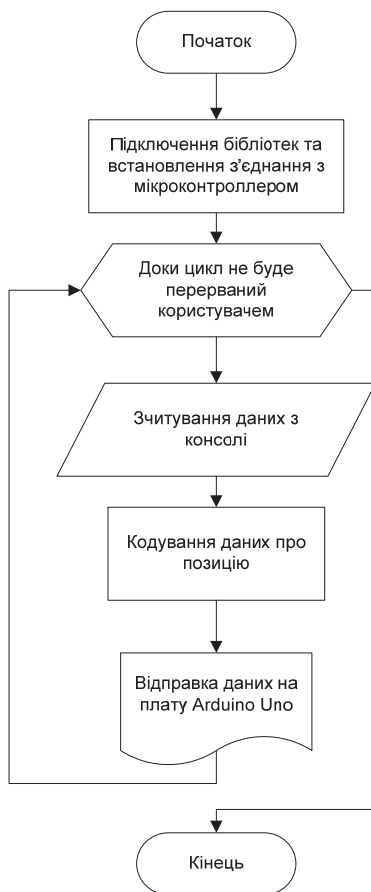 Початок
Підключення бібліотек та
встановлення з'єднання з
мікроконтроллером
Доки цикл не буде
перерваний
користувачем
Зчитування даних з
консолі
Кодування даних про
позицію
Відправка даних на
плату Arduino Uno
Кінець